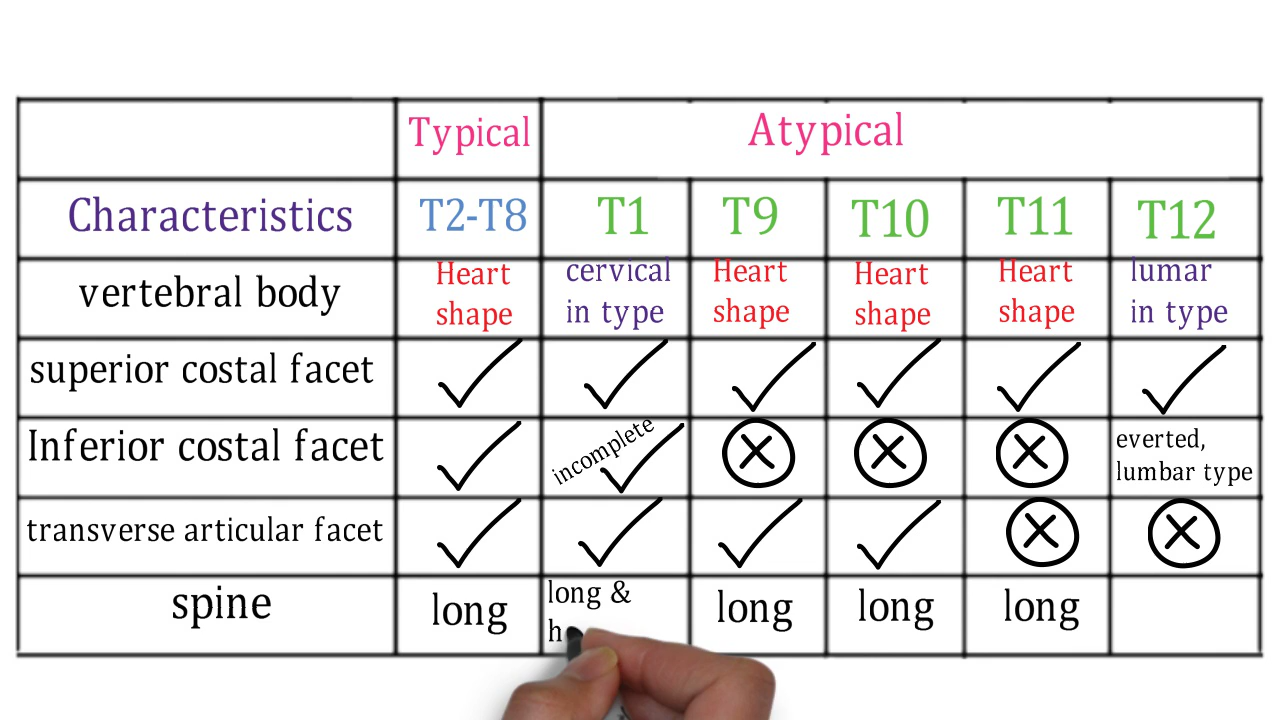 Typical Atypical
Characteristics T2-T8 T1 T9 T10 T11 T12
vertebral body Heart shape cervical in type Heart shape Heart shape Heart shape lumar in type
superior costal facet
Inferior costal facet incomplete everted, lumbar type
transverse articular facet
spine long long & h long long long